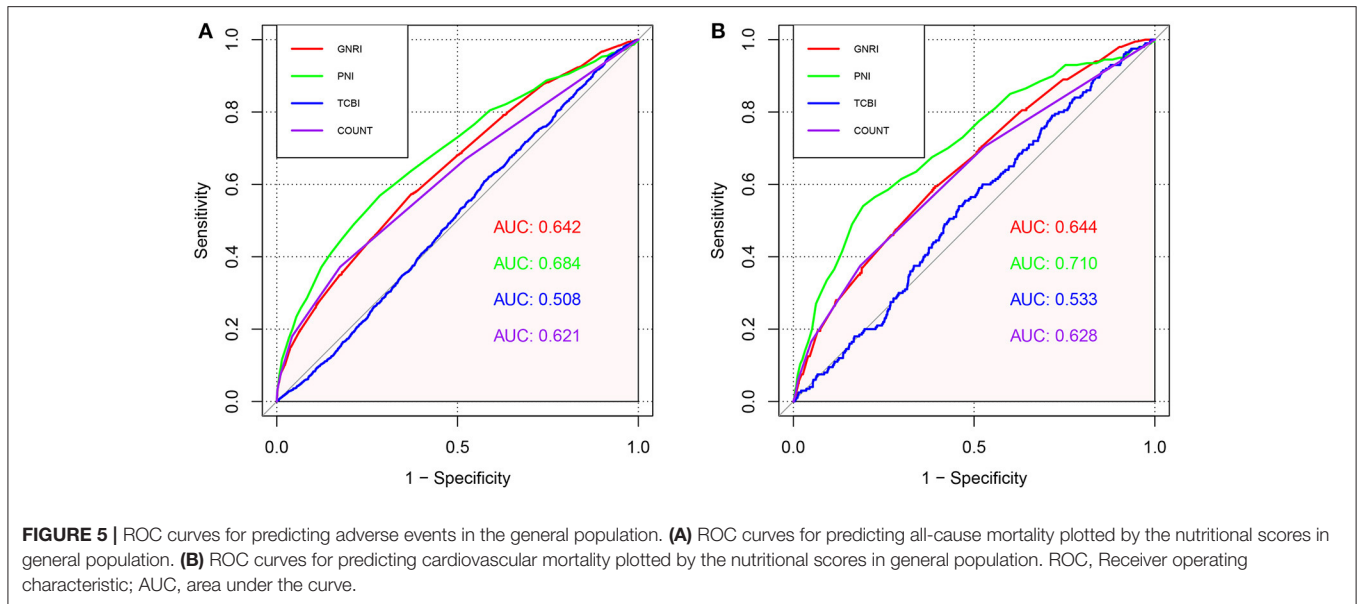 A
1.0
0.8
0.6
0.4
0.2
0.0
Sensitivity
GNRI
PNI
TCBI
COUNT
AUC: 0.642
AUC: 0.684
AUC: 0.508
AUC: 0.621
0.0
0.5
1.0
1 − Specificity
B
1.0
0.8
0.6
0.4
0.2
0.0
Sensitivity
GNRI
PNI
TCBI
COUNT
AUC: 0.644
AUC: 0.710
AUC: 0.533
AUC: 0.628
0.0
0.5
1.0
1 − Specificity
FIGURE 5 | ROC curves for predicting adverse events in the general population. (A) ROC curves for predicting all-cause mortality plotted by the nutritional scores in
general population. (B) ROC curves for predicting cardiovascular mortality plotted by the nutritional scores in general population. ROC, Receiver operating
characteristic; AUC, area under the curve.